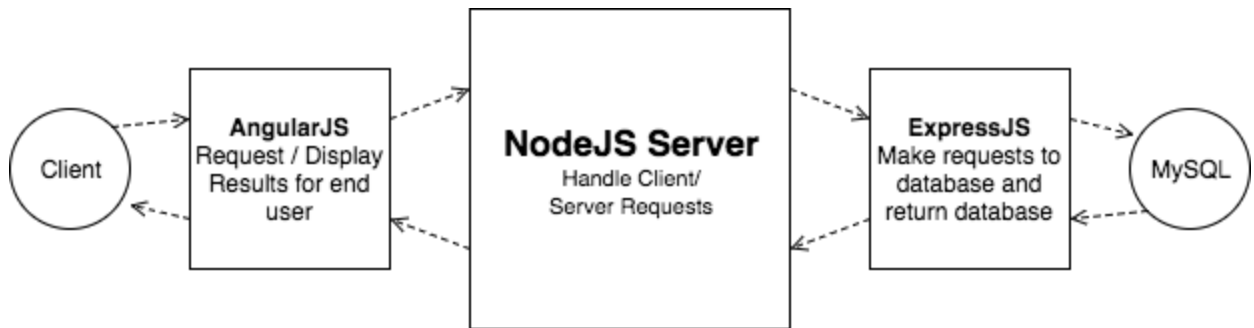 Client
AngularJS
Request / Display
Results for end
user
NodeJS Server
Handle Client/
Server Requests
ExpressJS
Make requests to
database and
return database
MySQL